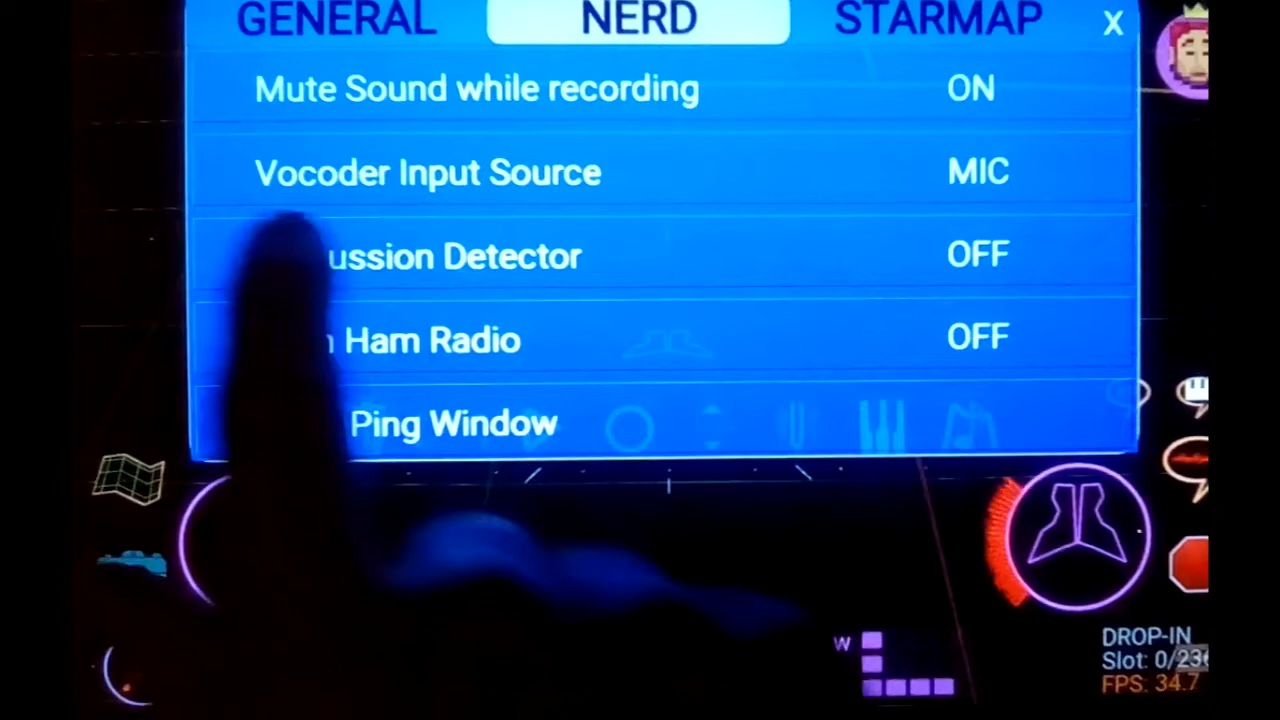 GENERAL NERD STARMAP X
Mute Sound while recording ON
Vocoder Input Source MIC
ussion Detector OFF
Ham Radio OFF
Ping Window
W
DROP-IN
Slot: 0/236
FPS: 34.7